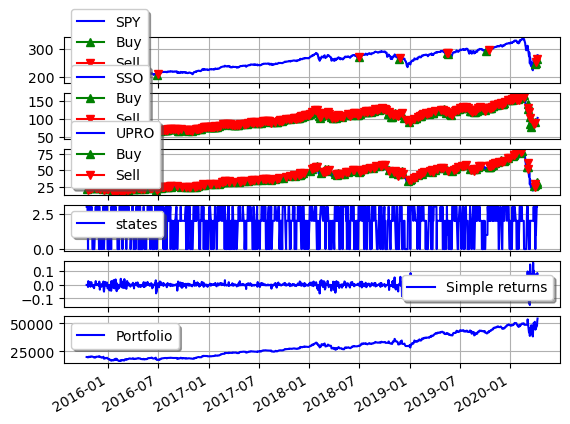 SPY
Buy
Sell
300
200
SSO
Buy
Sell
150
100
50
UPRO
Buy
Sell
75
50
25
states
2.5
0.0
Simple returns
0.1
0.0
−0.1
Portfolio
50000
25000
2016-01 2016-07 2017-01 2017-07 2018-01 2018-07 2019-01 2019-07 2020-01